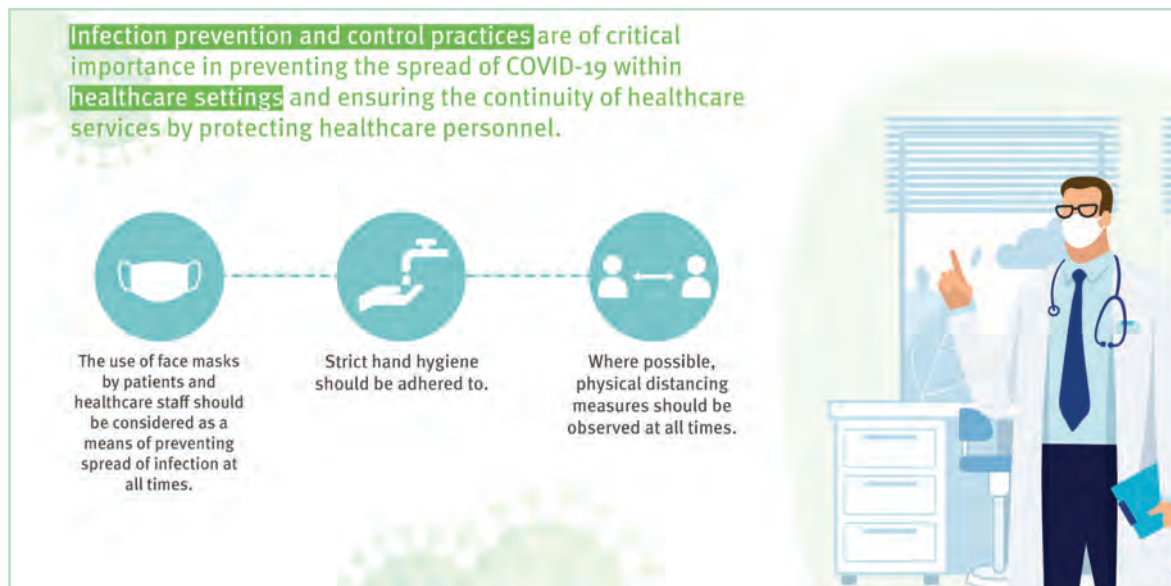 Infection prevention and control practices are of critical
importance in preventing the spread of COVID-19 within
healthcare settings and ensuring the continuity of healthcare
services by protecting healthcare personnel.
The use of face masks
by patients and
healthcare staff should
be considered as a
means of preventing
spread of infection at
all times.
Strict hand hygiene
should be adhered to.
Where possible,
physical distancing
measures should be
observed at all times.